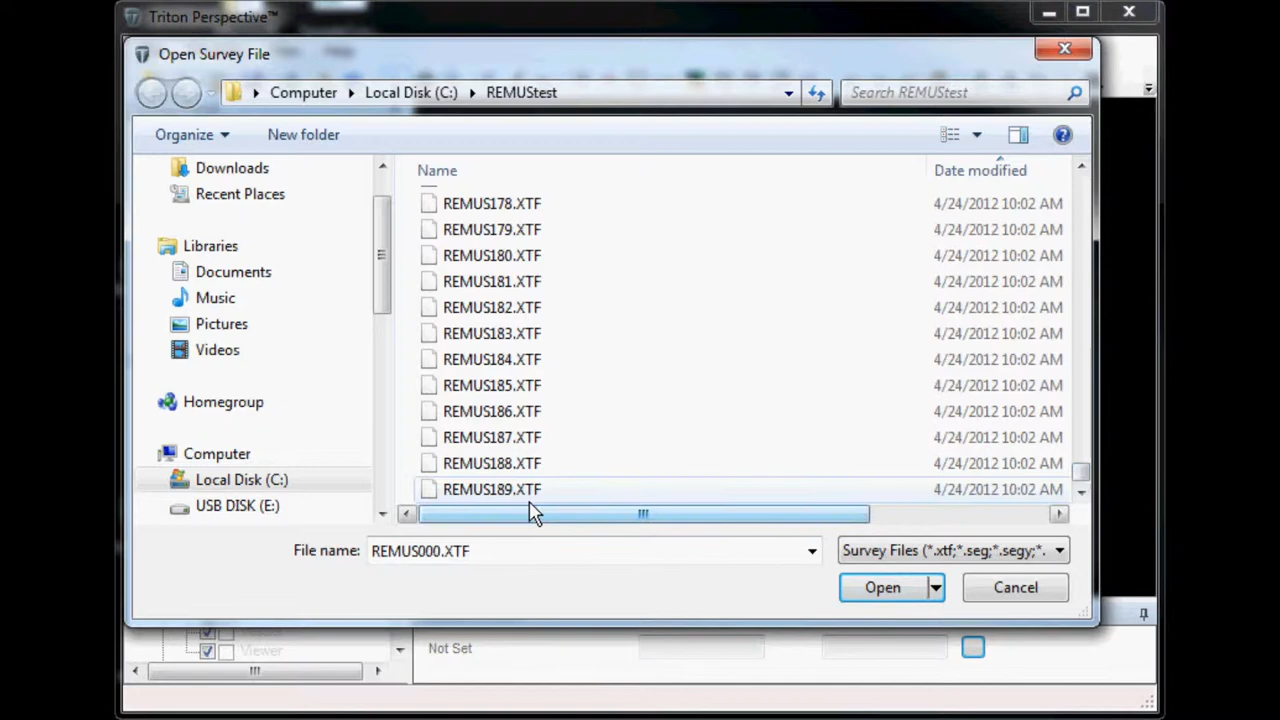 Triton Perspective™
Open Survey File
Computer Local Disk (C:) REMUStest
Search REMUStest
Organize New folder
Name Date modified
Downloads
Recent Places
Libraries
Documents
Music
Pictures
Videos
Homegroup
Computer
Local Disk (C:)
USB DISK (E:)
REMUS178.XTF 4/24/2012 10:02 AM
REMUS179.XTF 4/24/2012 10:02 AM
REMUS180.XTF 4/24/2012 10:02 AM
REMUS181.XTF 4/24/2012 10:02 AM
REMUS182.XTF 4/24/2012 10:02 AM
REMUS183.XTF 4/24/2012 10:02 AM
REMUS184.XTF 4/24/2012 10:02 AM
REMUS185.XTF 4/24/2012 10:02 AM
REMUS186.XTF 4/24/2012 10:02 AM
REMUS187.XTF 4/24/2012 10:02 AM
REMUS188.XTF 4/24/2012 10:02 AM
REMUS189.XTF 4/24/2012 10:02 AM
File name: REMUS000.XTF
Survey Files (*.xtf;*.seg;*.segy;*.
Open Cancel
Viewer
Not Set